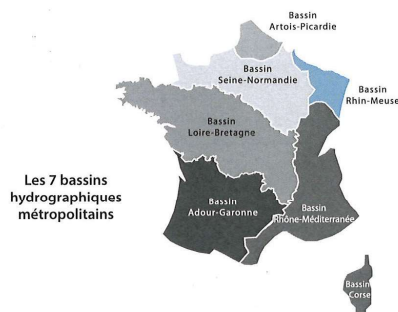 Bassin
Artois-Picardie
Bassin
Seine-Normandie
Bassin
Rhin-Meuse
Bassin
Loire-Bretagne
Les 7 bassins
hydrographiques
métropolitains
Bassin
Adour-Garonne
Bassin
Rhône-Méditerranée
Bassin
Corse